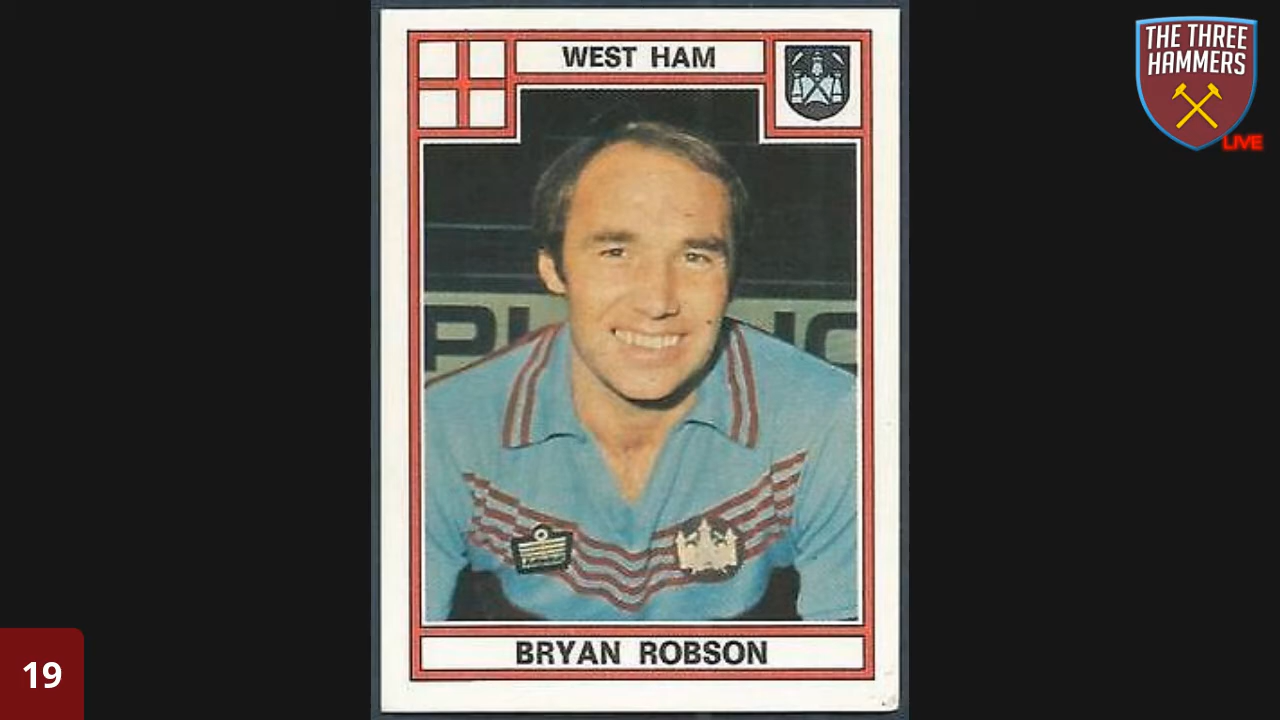 WEST HAM
THE THREE
HAMMERS
LIVE
BRYAN ROBSON
19